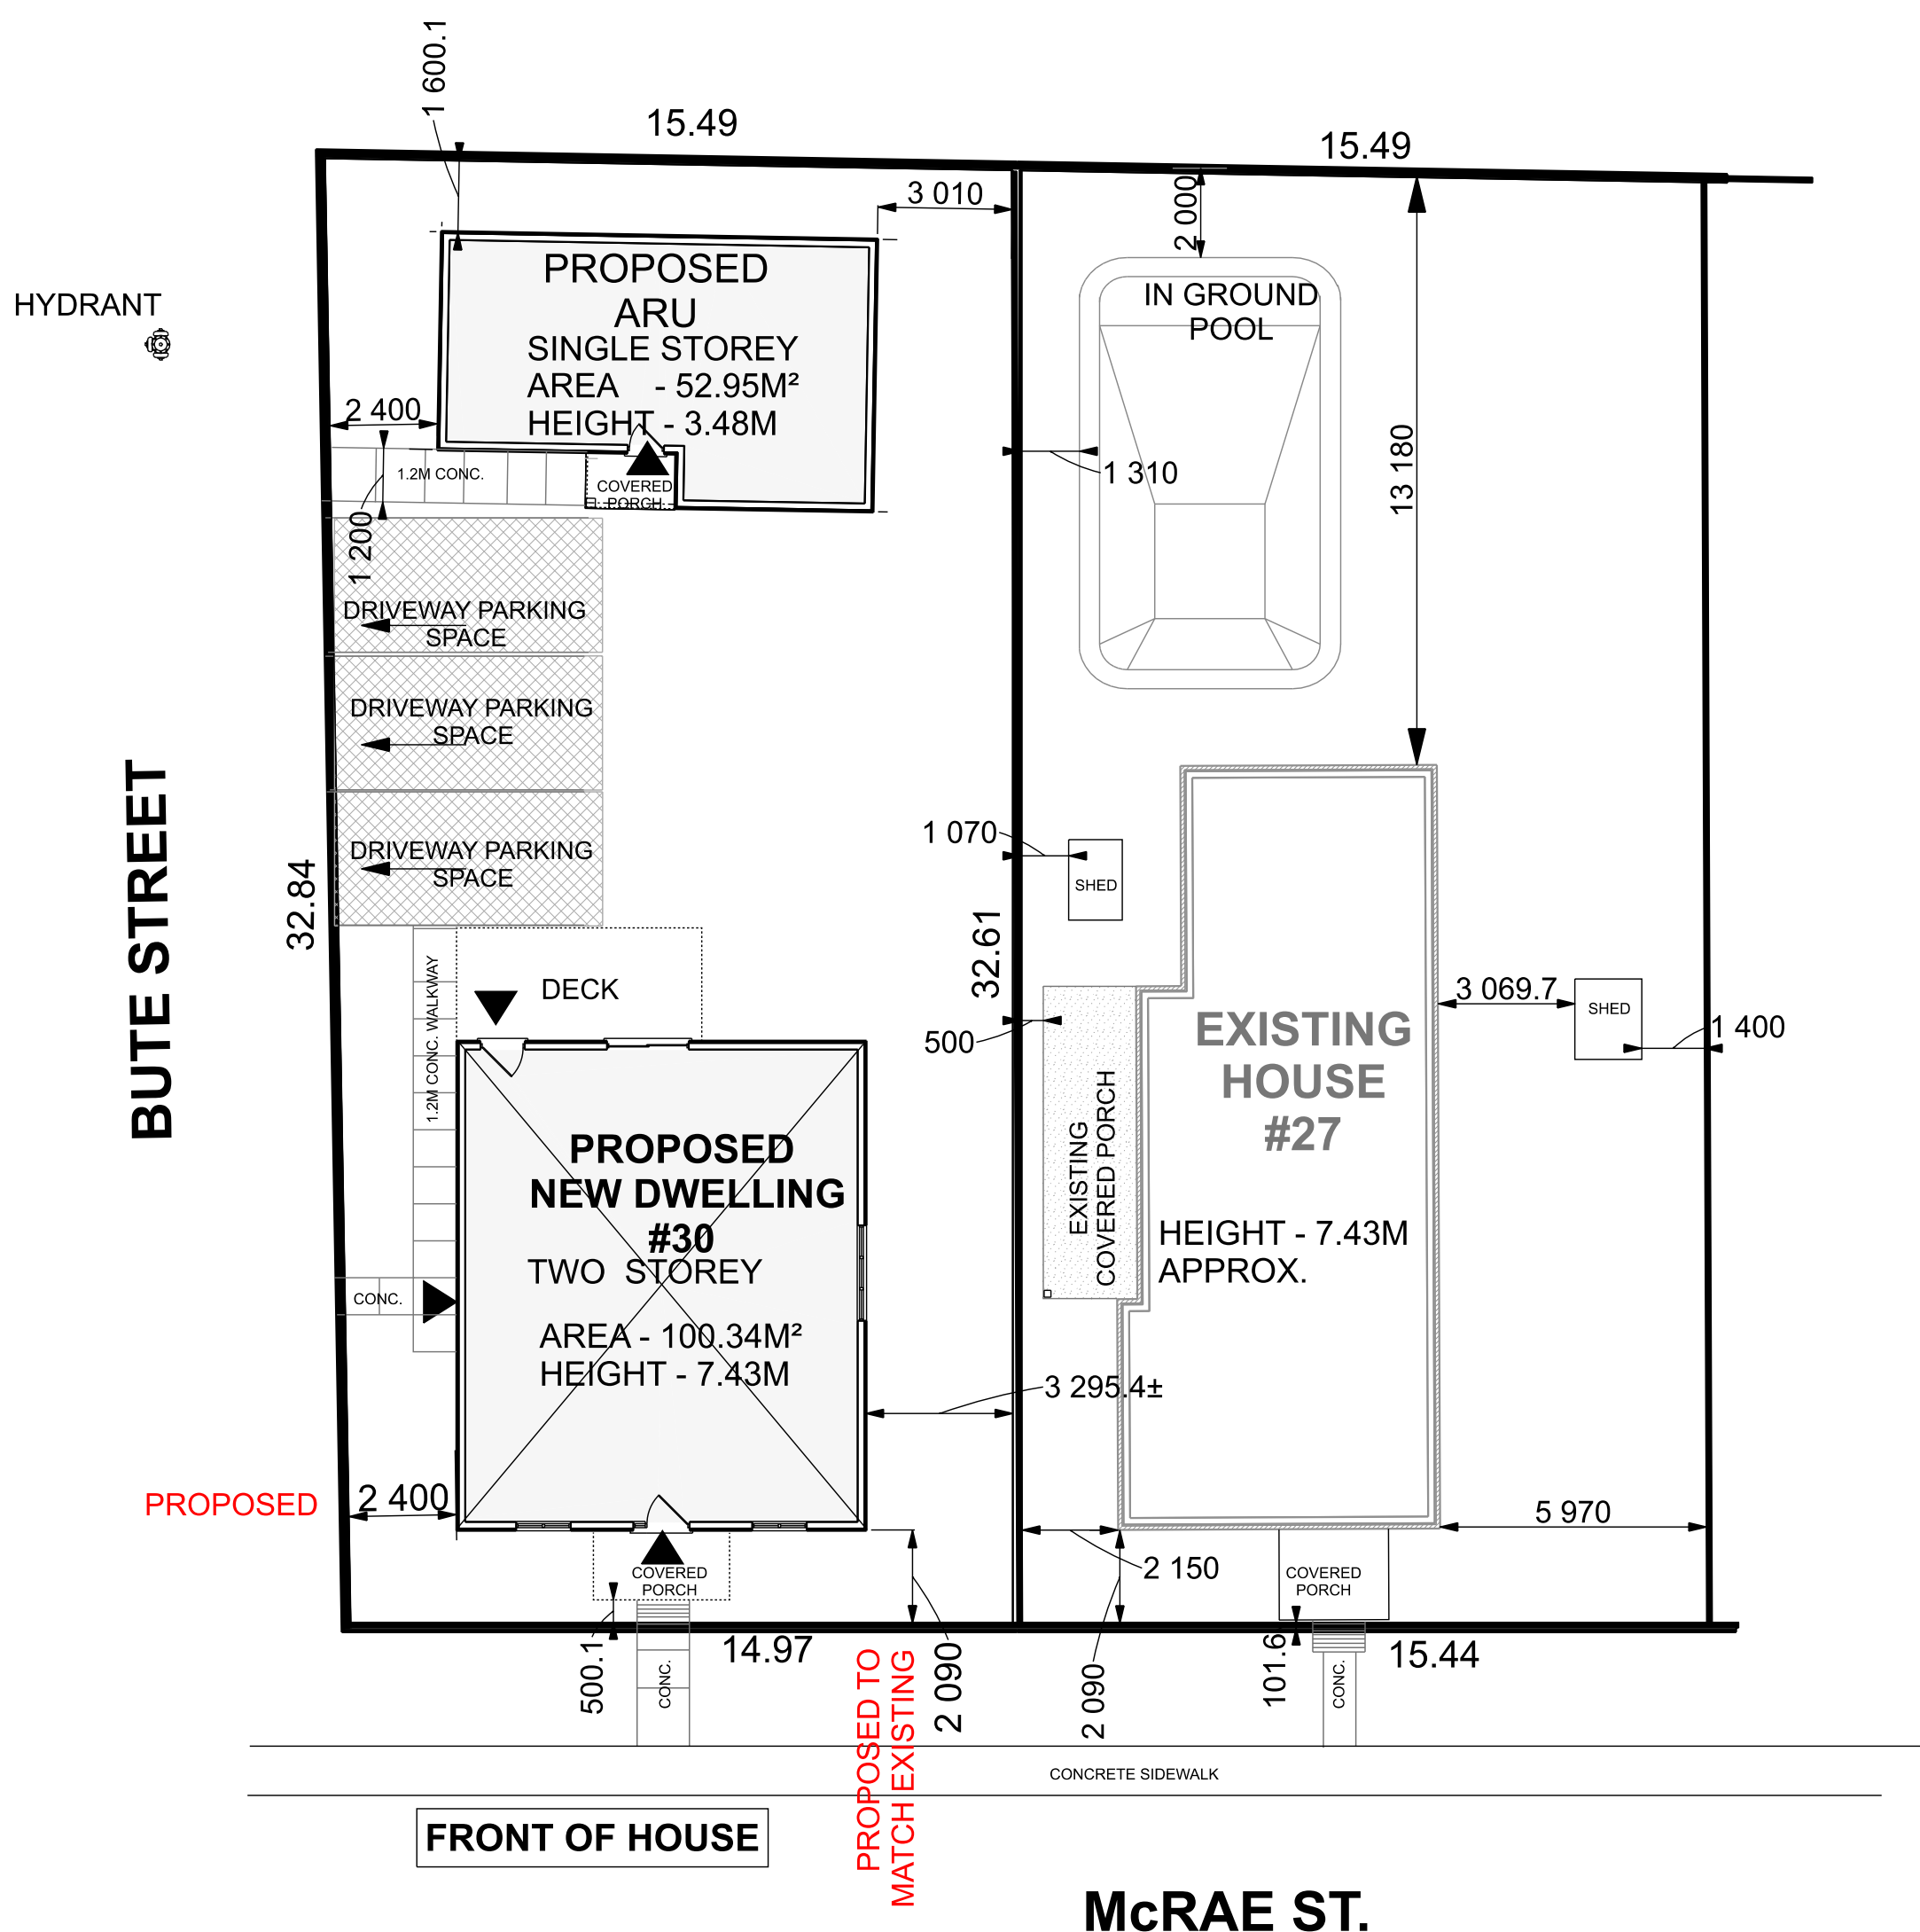 1 600.1
15.49
15.49
3 010
2 000
HYDRANT
PROPOSED
ARU
SINGLE STOREY
AREA - 52.95M²
HEIGHT - 3.48M
IN GROUND
POOL
2 400
1.2M CONC.
COVERED
PORCH
1 310
13 180
1 200
DRIVEWAY PARKING
SPACE
DRIVEWAY PARKING
SPACE
DRIVEWAY PARKING
SPACE
BUTE STREET
32.84
1 070
SHED
32.61
DECK
1.2M CONC. WALKWAY
500
EXISTING
COVERED PORCH
EXISTING
HOUSE
#27
HEIGHT - 7.43M
APPROX.
3 069.7
SHED
1 400
PROPOSED
NEW DWELLING
#30
TWO STOREY
AREA - 100.34M²
HEIGHT - 7.43M
CONC.
3 295.4±
PROPOSED
2 400
5 970
2 150
COVERED
PORCH
COVERED
PORCH
500.1
CONC.
14.97
PROPOSED TO
MATCH EXISTING
2 090
2 090
101.6
CONC.
15.44
CONCRETE SIDEWALK
FRONT OF HOUSE
McRAE ST.